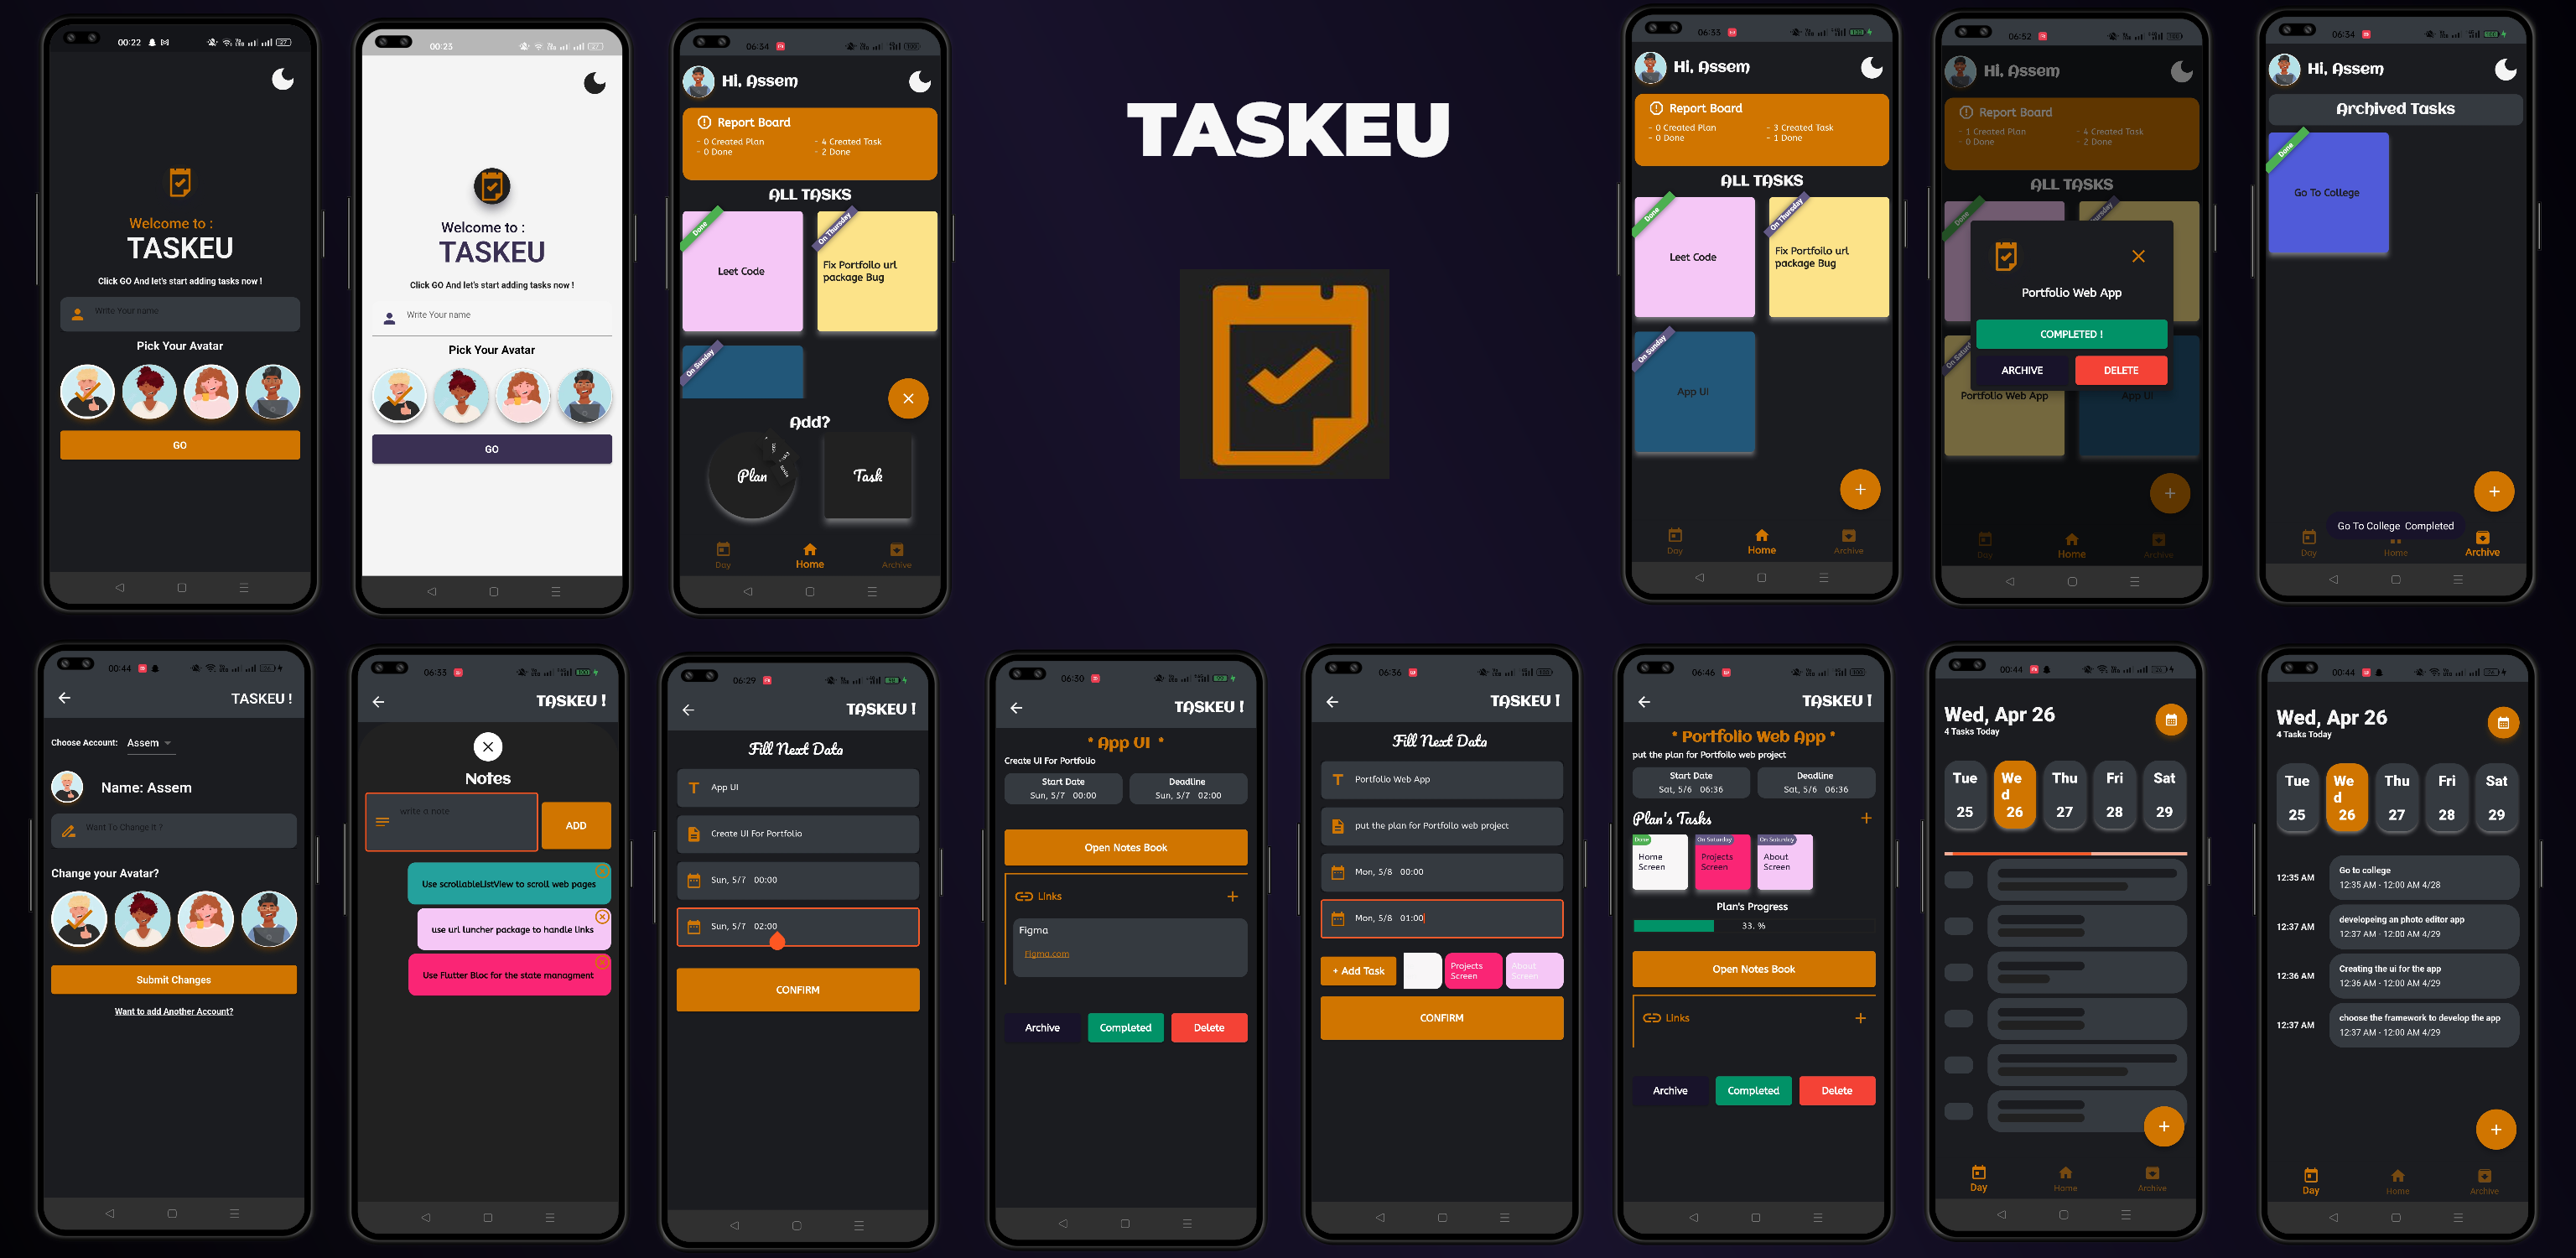 00:22
Welcome to :
TASKEU
Click GO And let's start adding tasks now !
Write Your name
Pick Your Avatar
GO
00:23
Welcome to :
TASKEU
Click GO And let's start adding tasks now !
Write Your name
Pick Your Avatar
GO
06:34
Hi, Assem
Report Board
- 0 Created Plan
- 4 Created Task
- 0 Done
- 2 Done
ALL TASKS
Done
Leet Code
On Thursday
Fix Portfoilo url
package Bug
On Sunday
Add?
Plan
Task
Day
Home
Archive
TASKEU
06:33
Hi, Assem
Report Board
- 0 Created Plan
- 3 Created Task
- 0 Done
- 1 Done
ALL TASKS
Done
Leet Code
On Thursday
Fix Portfoilo url
package Bug
On Sunday
App UI
Day
Home
Archive
06:52
Hi, Assem
Report Board
- 1 Created Plan
- 4 Created Task
- 0 Done
- 2 Done
ALL TASKS
Done
Portfolio Web App
COMPLETED !
ARCHIVE
DELETE
Portfolio Web App
App UI
Day
Home
Archive
06:34
Hi, Assem
Archived Tasks
Done
Go To College
Go To College Completed
Day
Home
Archive
00:44
TASKEU !
Choose Account: Assem
Name: Assem
Want To Change It ?
Change your Avatar?
Submit Changes
Want to add Another Account?
06:33
TASKEU !
Notes
write a note
ADD
Use scrollableListView to scroll web pages
use url luncher package to handle links
Use Flutter Bloc for the state managment
06:29
TASKEU !
Fill Next Data
App UI
Create UI For Portfolio
Sun, 5/7 00:00
Sun, 5/7 02:00
CONFIRM
06:30
TASKEU !
* App UI *
Create UI For Portfolio
Start Date
Sun, 5/7 00:00
Deadline
Sun, 5/7 02:00
Open Notes Book
Links
Figma
Figma.com
Archive
Completed
Delete
06:36
TASKEU !
Fill Next Data
Portfolio Web App
put the plan for Portfoilo web project
Mon, 5/8 00:00
Mon, 5/8 01:00
+ Add Task
Projects
Screen
About
Screen
CONFIRM
06:46
TASKEU !
* Portfolio Web App *
put the plan for Portfoilo web project
Start Date
Sat, 5/6 06:36
Deadline
Sat, 5/6 06:36
Plan's Tasks
Done
Home
Screen
On Saturday
Projects
Screen
On Saturday
About
Screen
Plan's Progress
33. %
Open Notes Book
Links
Archive
Completed
Delete
00:44
Wed, Apr 26
4 Tasks Today
Tue
25
We
d
26
Thu
27
Fri
28
Sat
29
Day
Home
Archive
00:44
Wed, Apr 26
4 Tasks Today
Tue
25
We
d
26
Thu
27
Fri
28
Sat
29
12:35 AM
Go to college
12:35 AM - 12:00 AM 4/28
12:37 AM
developeing an photo editor app
12:37 AM - 12:00 AM 4/29
12:36 AM
Creating the ui for the app
12:36 AM - 12:00 AM 4/29
12:37 AM
choose the framework to develop the app
12:37 AM - 12:00 AM 4/29
Day
Home
Archive